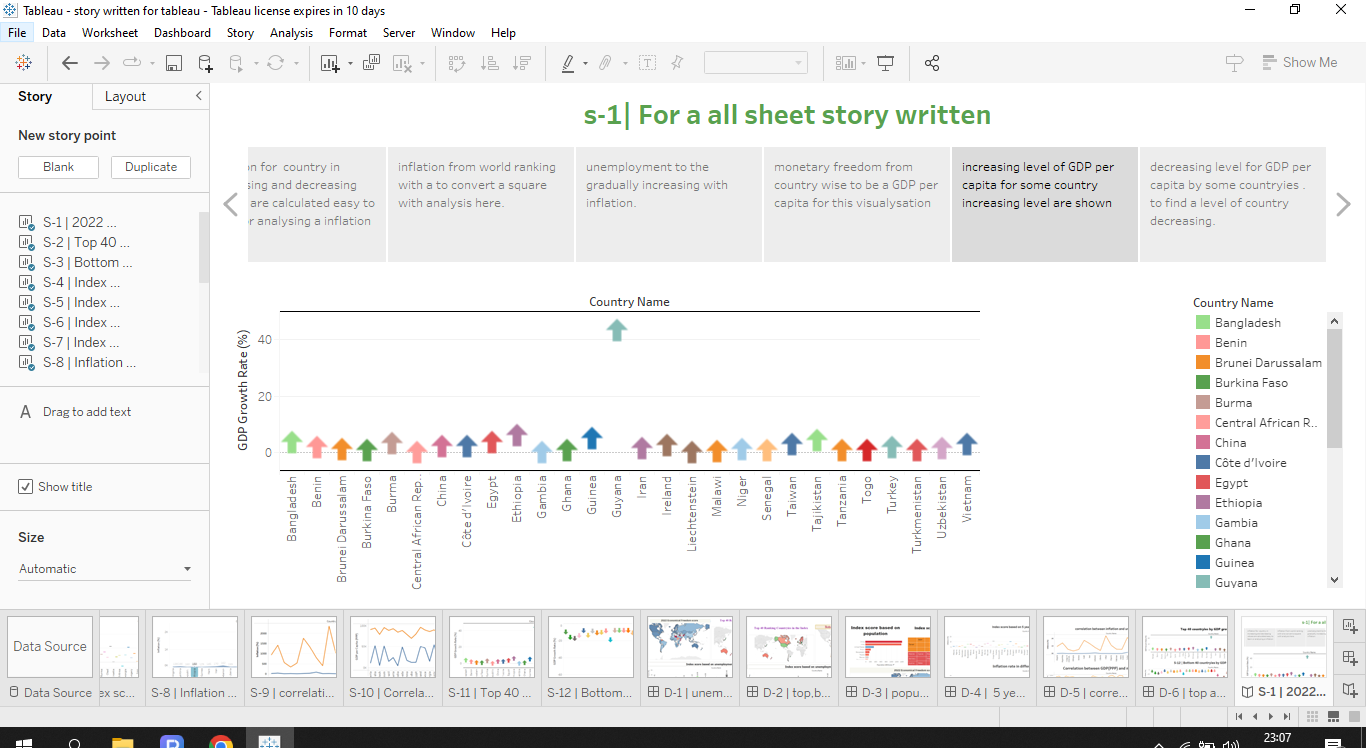 Tableau - story written for tableau - Tableau license expires in 10 days
File Data Worksheet Dashboard Story Analysis Format Server Window Help
Show Me
Story Layout
New story point
Blank Duplicate
S-1 | 2022 ...
S-2 | Top 40 ...
S-3 | Bottom ...
S-4 | Index ...
S-5 | Index ...
S-6 | Index ...
S-7 | Index ...
S-8 | Inflation ...
A Drag to add text
Show title
Size
Automatic
s-1| For a all sheet story written
on for country in
sing and decreasing
are calculated easy to
r analysing a inflation
inflation from world ranking
with a to convert a square
with analysis here.
unemployment to the
gradually increasing with
inflation.
monetary freedom from
country wise to be a GDP per
capita for this visualysation
increasing level of GDP per
capita for some country
increasing level are shown
decreasing level for GDP per
capita by some countryies .
to find a level of country
decreasing.
Country Name
GDP Growth Rate (%)
40
20
0
Bangladesh
Benin
Brunei Darussalam
Burkina Faso
Burma
Central African Rep..
China
Côte d'Ivoire
Egypt
Ethiopia
Gambia
Ghana
Guinea
Guyana
Iran
Ireland
Liechtenstein
Malawi
Niger
Senegal
Taiwan
Tajikistan
Tanzania
Togo
Turkey
Turkmenistan
Uzbekistan
Vietnam
Country Name
Bangladesh
Benin
Brunei Darussalam
Burkina Faso
Burma
Central African R..
China
Côte d'Ivoire
Egypt
Ethiopia
Gambia
Ghana
Guinea
Guyana
Data Source
Data Source
ex sc...
S-8 | Inflation ...
S-9 | correlati...
S-10 | Correla...
S-11 | Top 40 ...
S-12 | Bottom...
D-1 | unem...
D-2 | top,b...
Index score based on
population
D-3 | popu...
D-4 | 5 ye...
D-5 | corre...
D-6 | top a...
S-1 | 2022...
23:07